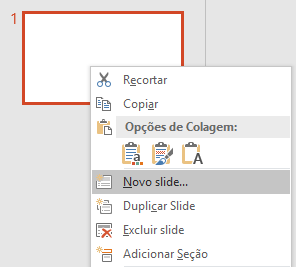 1
Recortar
Copiar
Opções de Colagem:
a
A
Novo slide...
Duplicar Slide
Excluir slide
Adicionar Seção